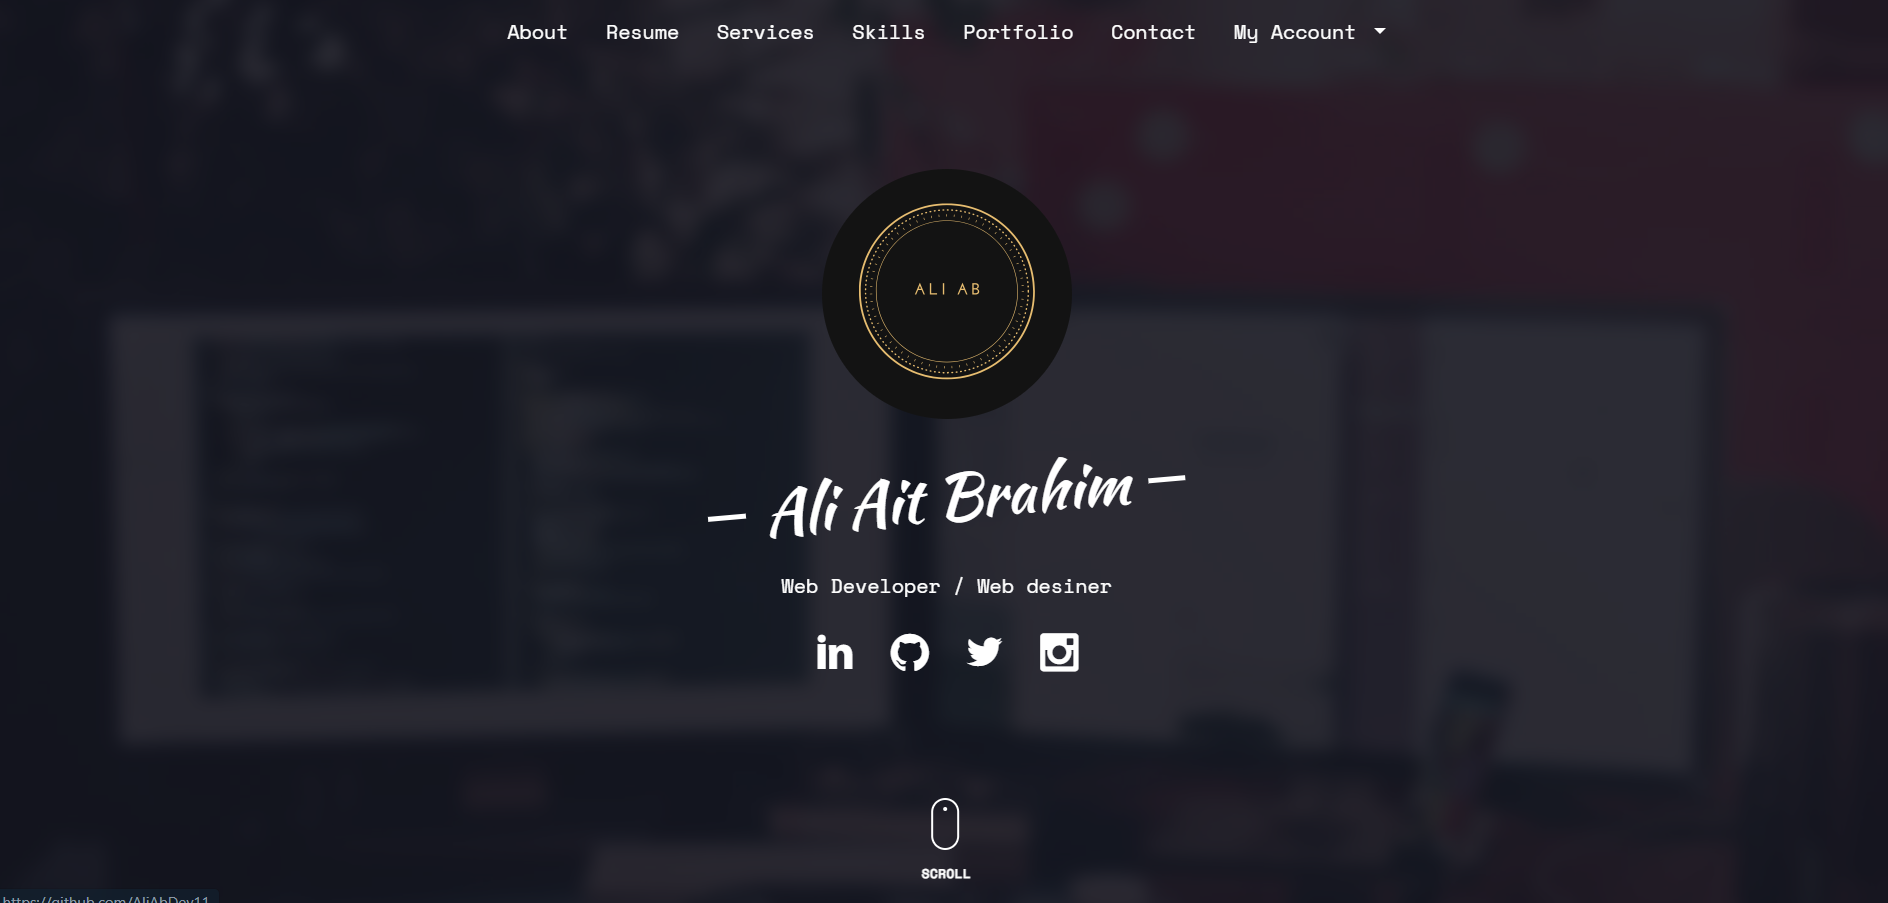 About Resume Services Skills Portfolio Contact My Account
ALI AB
— Ali Ait Brahim —
Web Developer / Web desiner
in
SCROLL
https://github.com/AliAbDev11